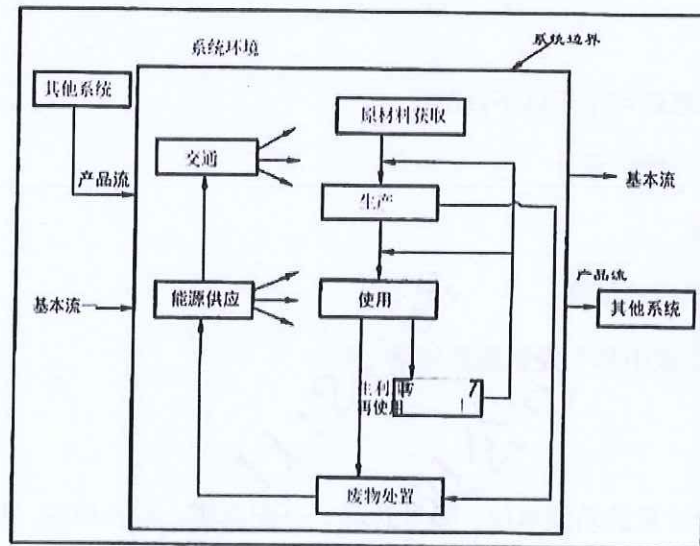 系统环境
系统边界
其他系统
原材料获取
交通
产品流
基本流
生产
产品流
能源供应
使用
基本流
其他系统
生利
再使用
废物处置